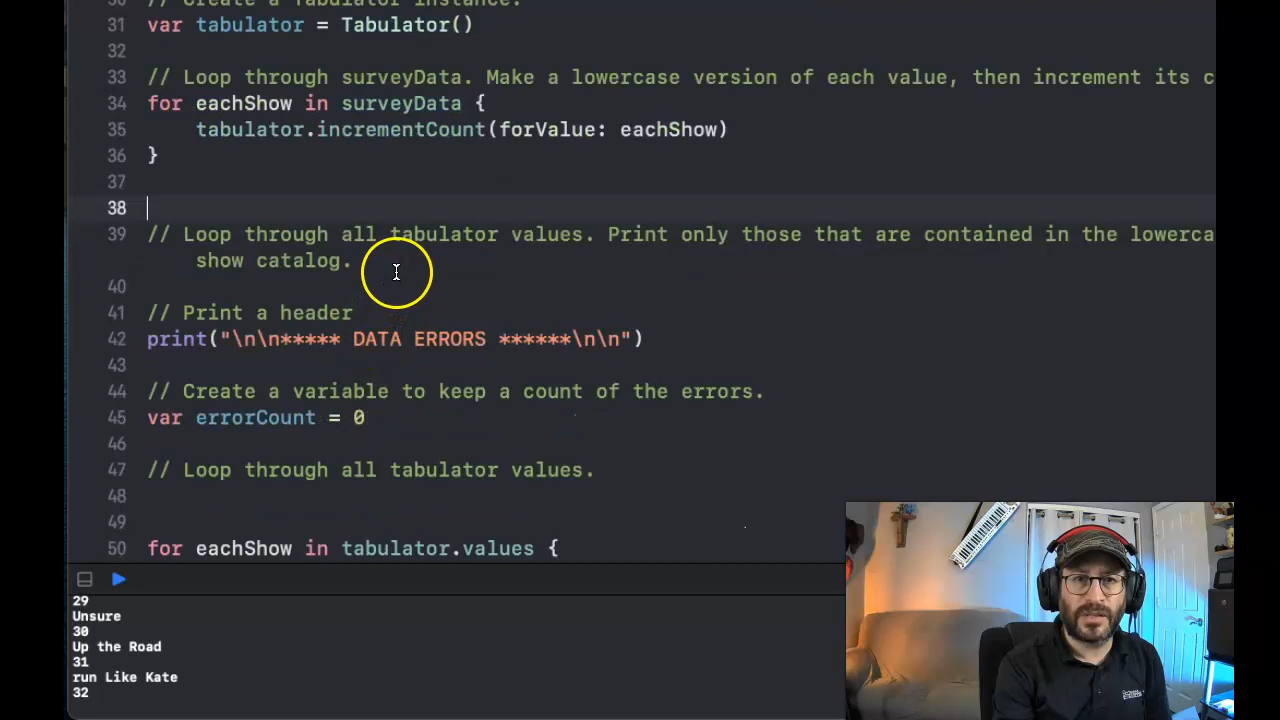 30 // Create a Tabulator instance.
31 var tabulator = Tabulator()
32
33 // Loop through surveyData. Make a lowercase version of each value, then increment its c
34 for eachShow in surveyData {
35 tabulator.incrementCount(forValue: eachShow)
36 }
37
38
39 // Loop through all tabulator values. Print only those that are contained in the lowerca
show catalog.
40
41 // Print a header
42 print("\n\n***** DATA ERRORS ******\n\n")
43
44 // Create a variable to keep a count of the errors.
45 var errorCount = 0
46
47 // Loop through all tabulator values.
48
49
50 for eachShow in tabulator.values {
29
Unsure
30
Up the Road
31
run Like Kate
32